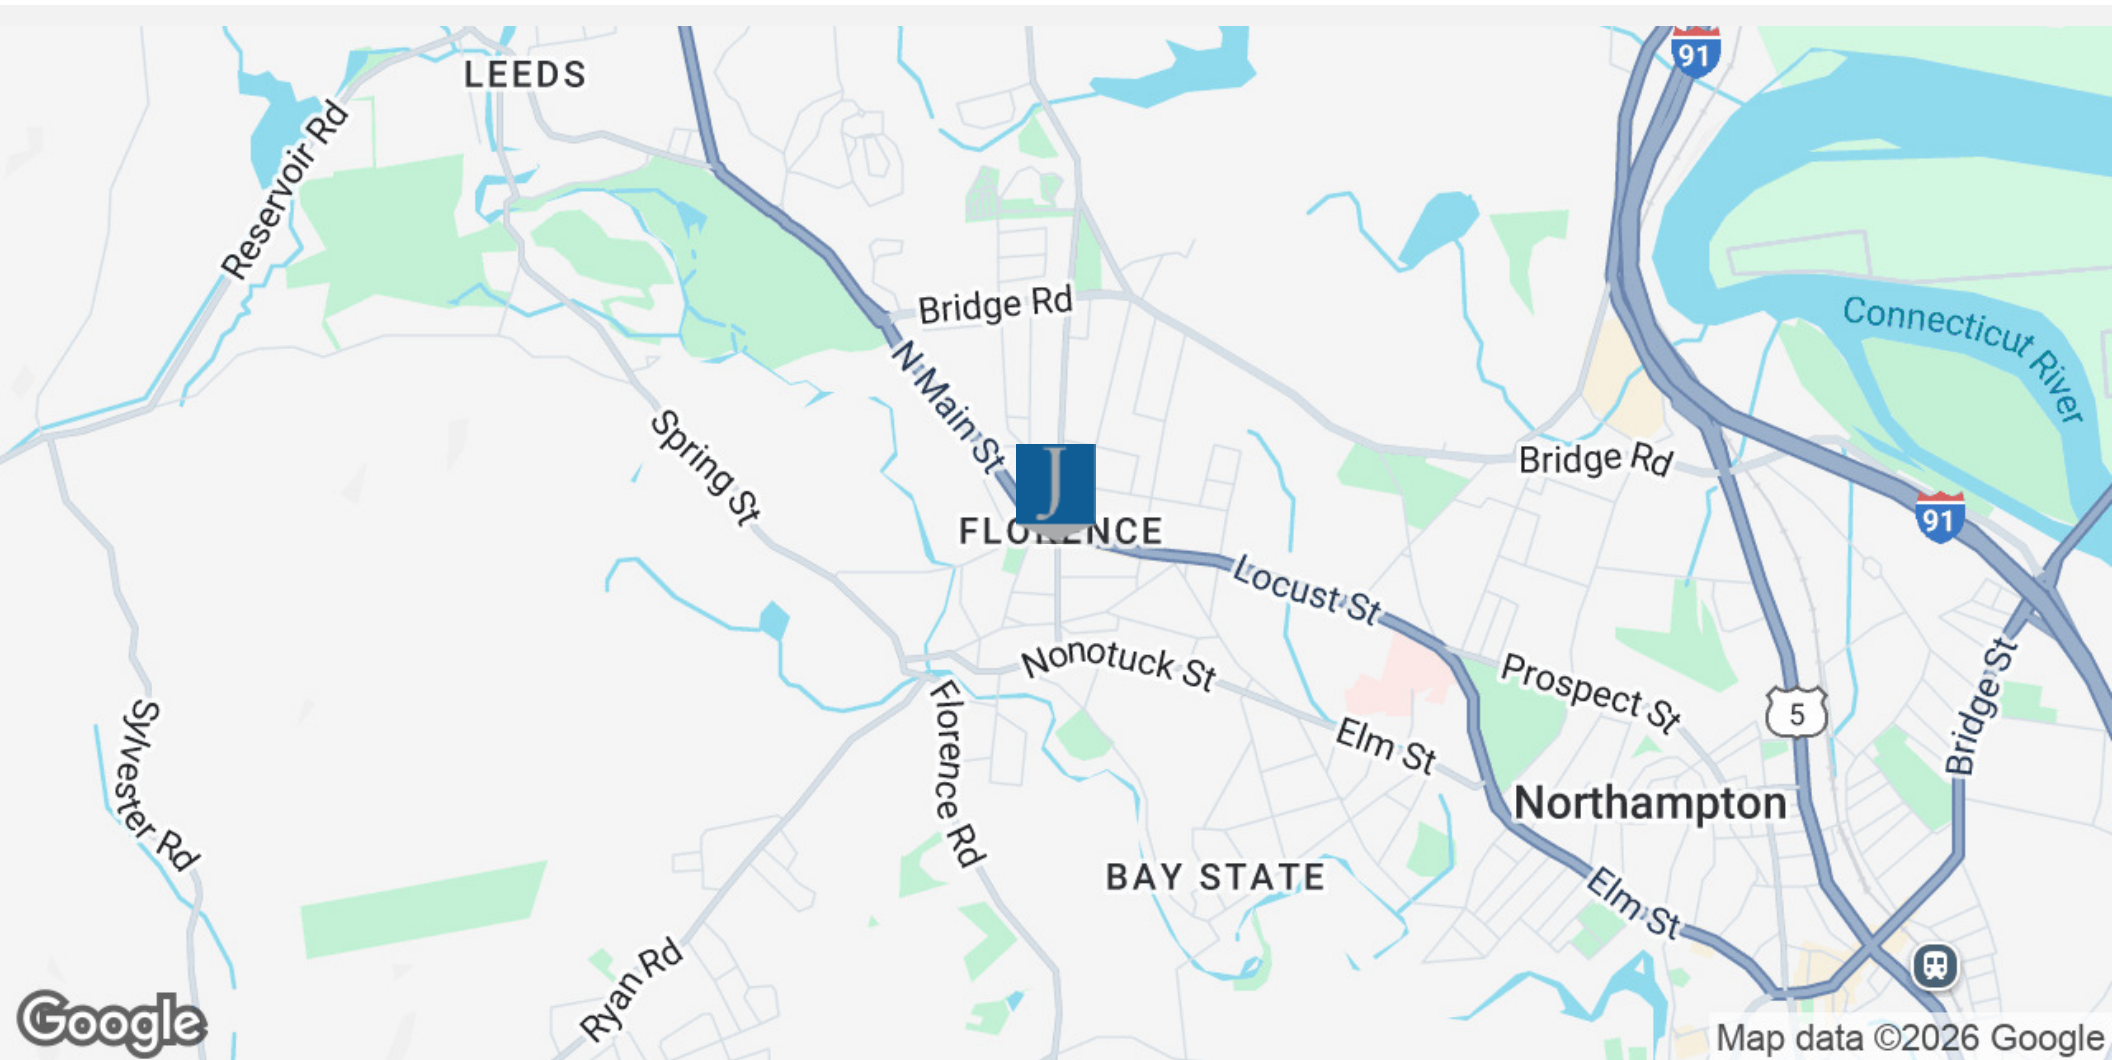 91
LEEDS
Reservoir Rd
Bridge Rd
Connecticut River
N Main St
Spring St
Bridge Rd
J
FLORENCE
91
Locust St
Nonotuck St
Prospect St
Florence Rd
Sylvester Rd
Elm St
5
Bridge St
Northampton
BAY STATE
Elm St
Ryan Rd
Google
Map data ©2026 Google